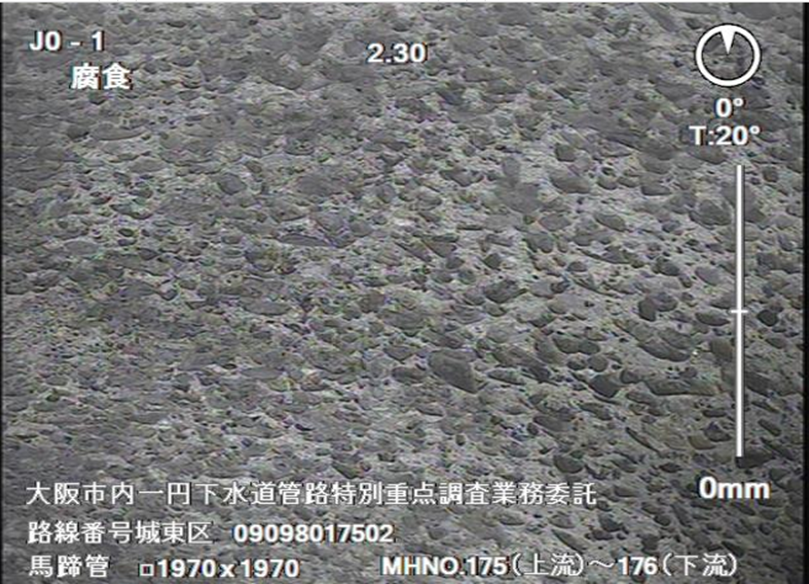 J0 - 1
2.30
腐食
0°
T:20°
0mm
大阪市内一円下水道管路特別重点調査業務委託
路線番号城東区 09098017502
馬蹄管 □1970x1970 MHNO.175(上流)～176(下流)